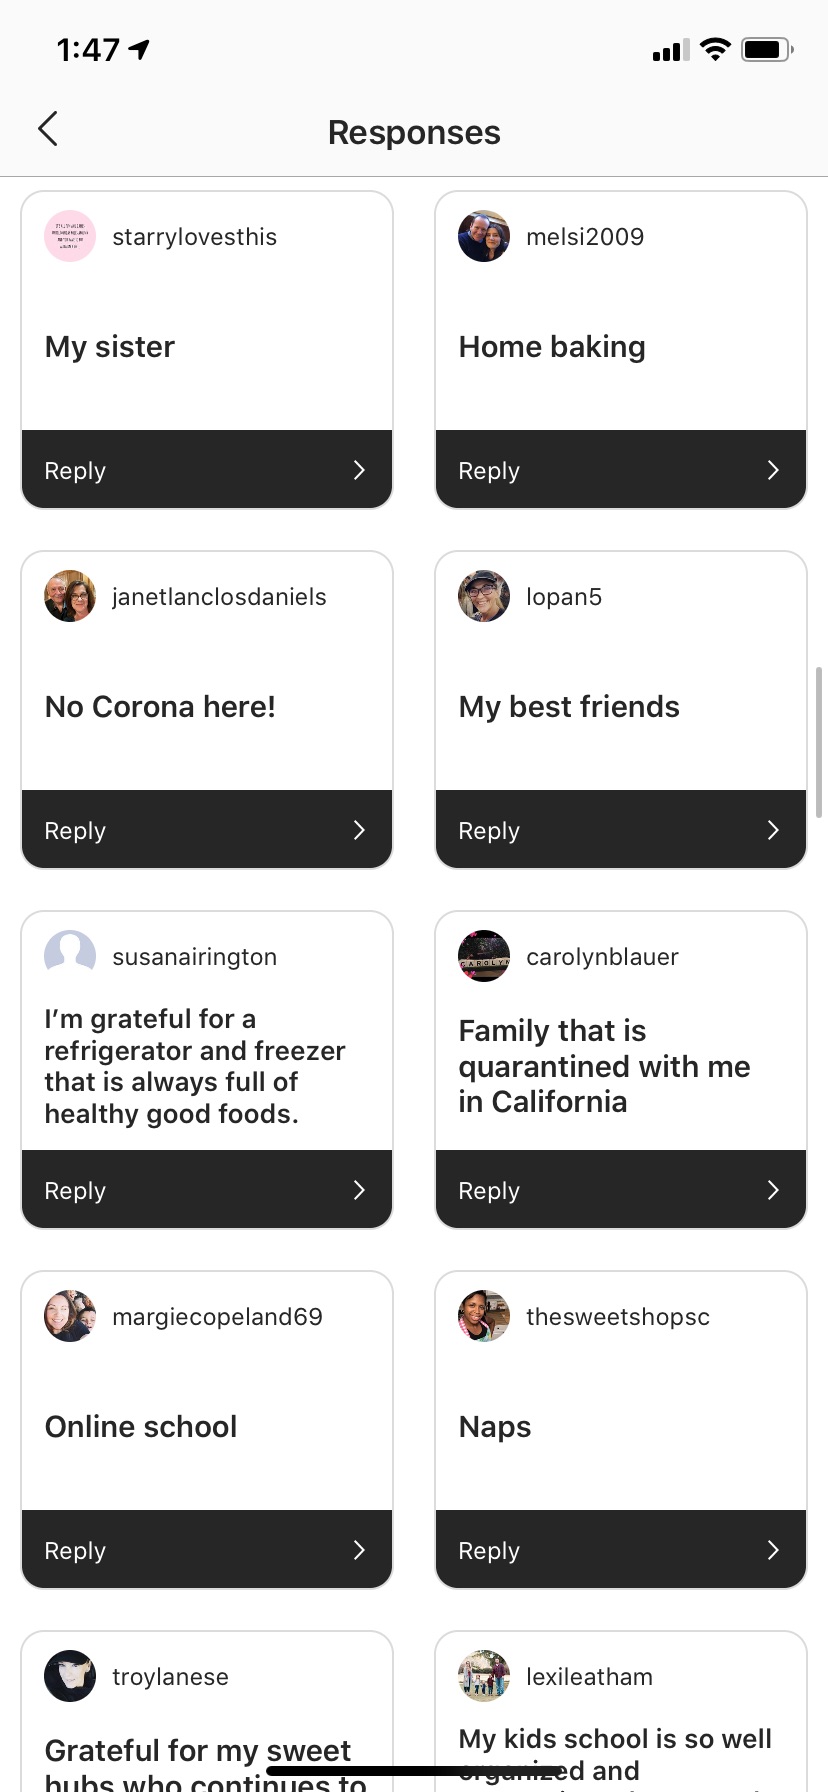 1:47
Responses
starrylovesthis
My sister
Reply
melsi2009
Home baking
Reply
janetlanclosdaniels
No Corona here!
Reply
lopan5
My best friends
Reply
susanairington
I’m grateful for a
refrigerator and freezer
that is always full of
healthy good foods.
Reply
carolynblauer
CAROLYN
Family that is
quarantined with me
in California
Reply
margiecopeland69
Online school
Reply
thesweetshopsc
Naps
Reply
troylanese
Grateful for my sweet
hubs who continues to
lexileatham
My kids school is so well
organized and